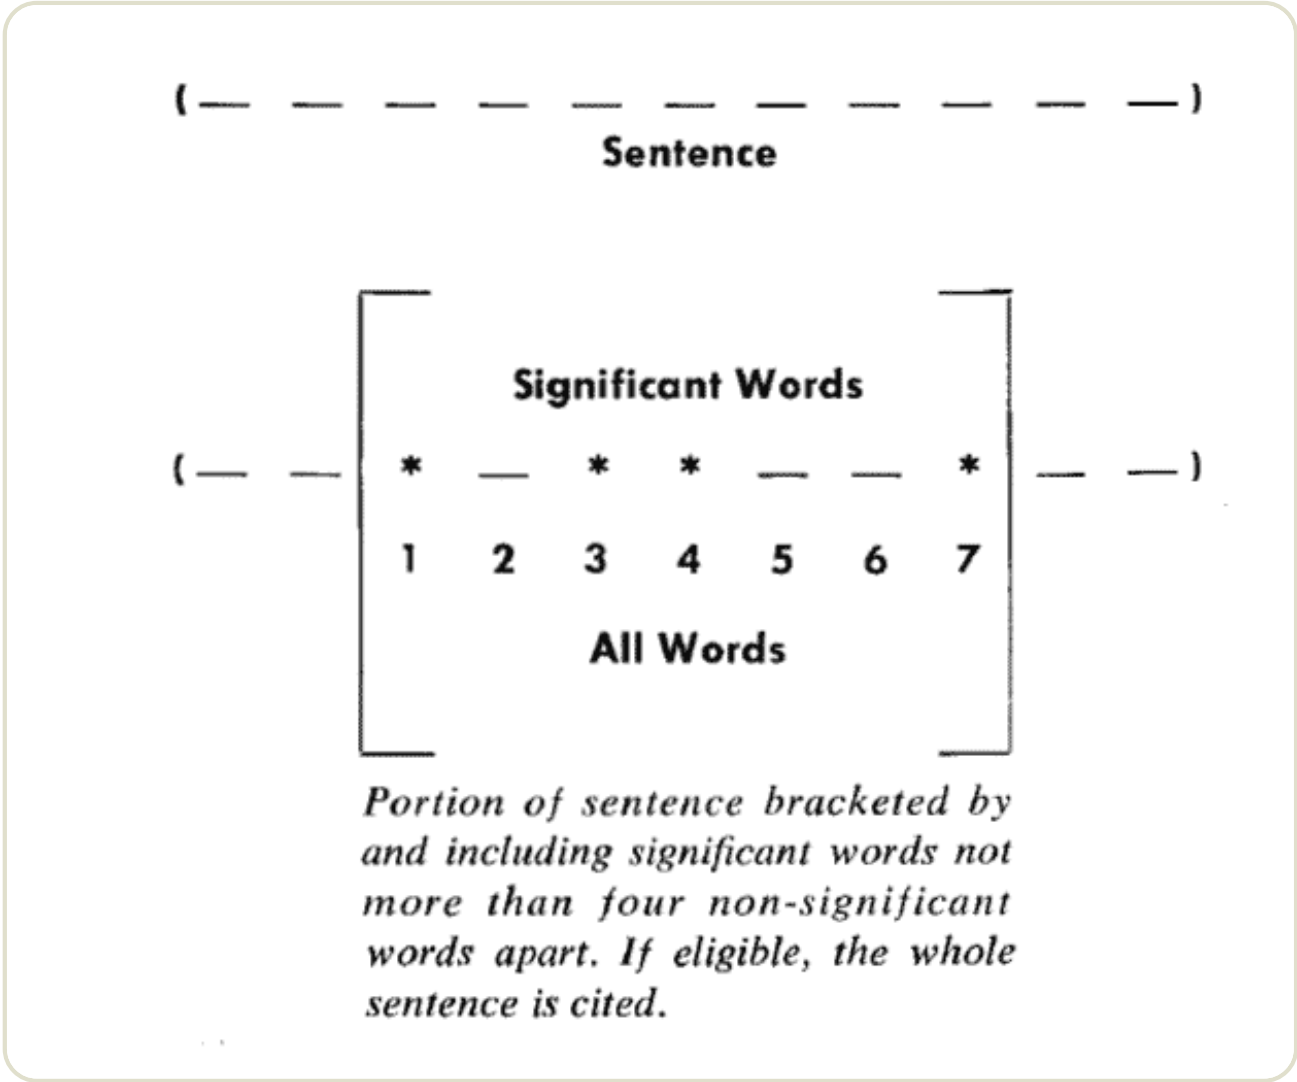 ( — — — — — — — — — — — )
Sentence
Significant Words
( — — * — * * — — * — — )
1 2 3 4 5 6 7
All Words
Portion of sentence bracketed by
and including significant words not
more than four non-significant
words apart. If eligible, the whole
sentence is cited.